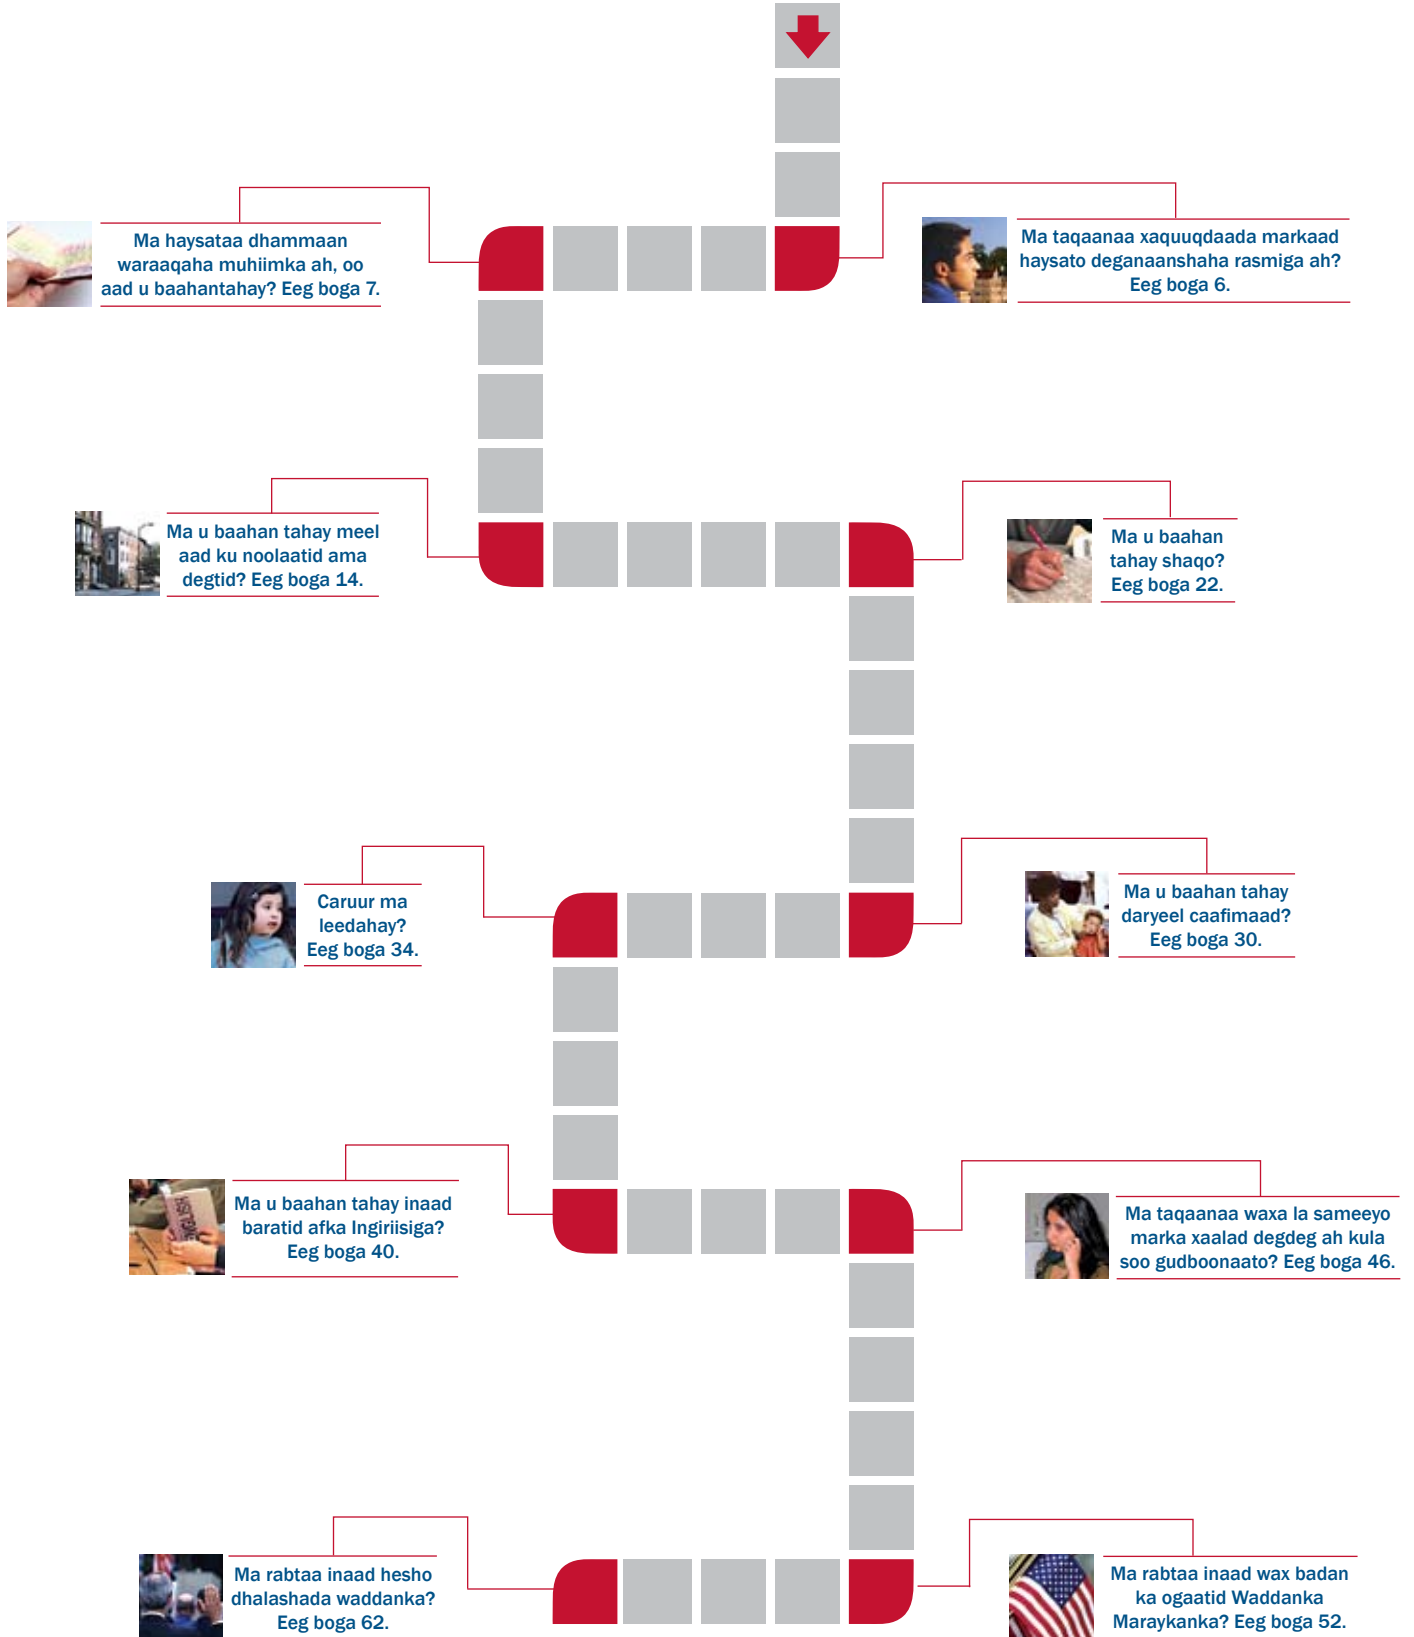 Ma taqaanaa xaquuqdaada markaad
haysato deganaanshaha rasmiga ah?
Eeg boga 6.
Ma haysataa dhammaan
waraaqaha muhiimka ah, oo
aad u baahantahay? Eeg boga 7.
Ma u baahan tahay meel
aad ku noolaatid ama
degtid? Eeg boga 14.
Ma u baahan
tahay shaqo?
Eeg boga 22.
Ma u baahan tahay
daryeel caafimaad?
Eeg boga 30.
Caruur ma
leedahay?
Eeg boga 34.
Ma u baahan tahay inaad
baratid afka Ingiriisiga?
Eeg boga 40.
Ma taqaanaa waxa la sameeyo
marka xaalad degdeg ah kula
soo gudboonaato? Eeg boga 46.
Ma rabtaa inaad wax badan
ka ogaatid Waddanka
Maraykanka? Eeg boga 52.
Ma rabtaa inaad hesho
dhalashada waddanka?
Eeg boga 62.